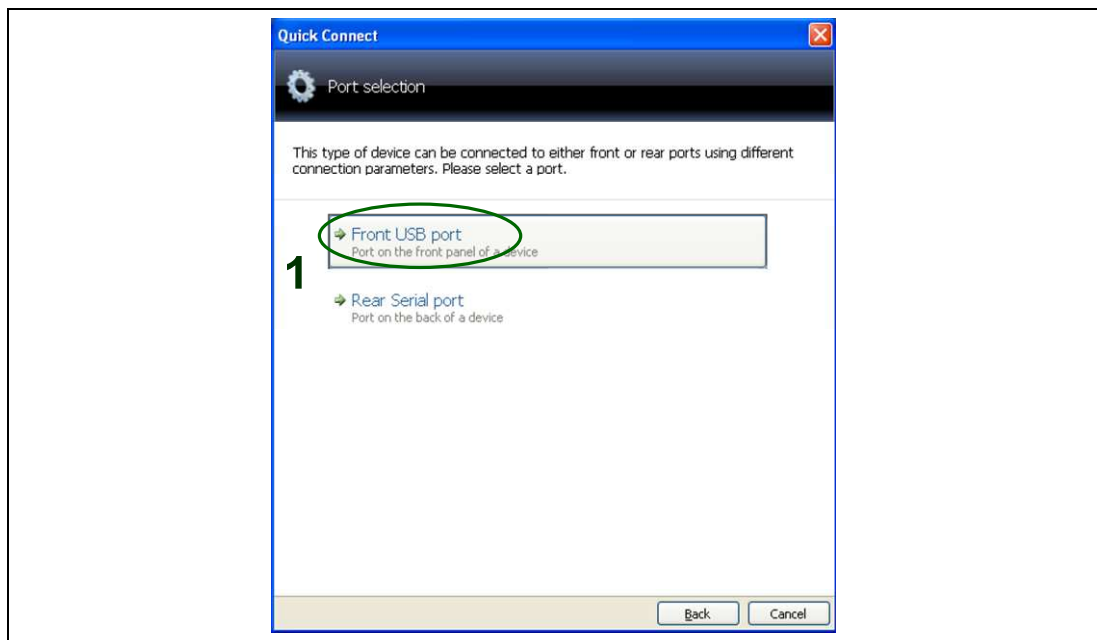 Quick Connect
Port selection
This type of device can be connected to either front or rear ports using different
connection parameters. Please select a port.
Front USB port
Port on the front panel of a device
1
Rear Serial port
Port on the back of a device
Back
Cancel